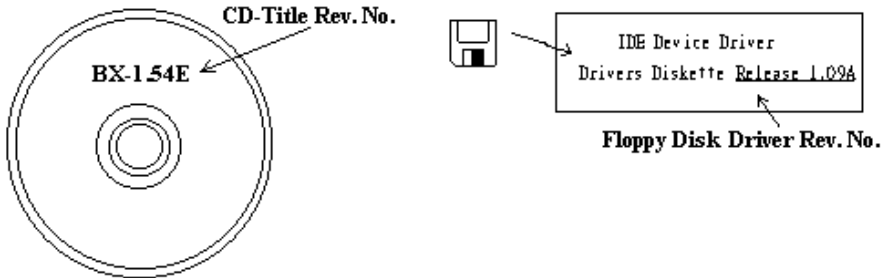 CD-Title Rev. No.
BX-1.54E
IDE Device Driver
Drivers Diskette Release 1.09A
Floppy Disk Driver Rev. No.